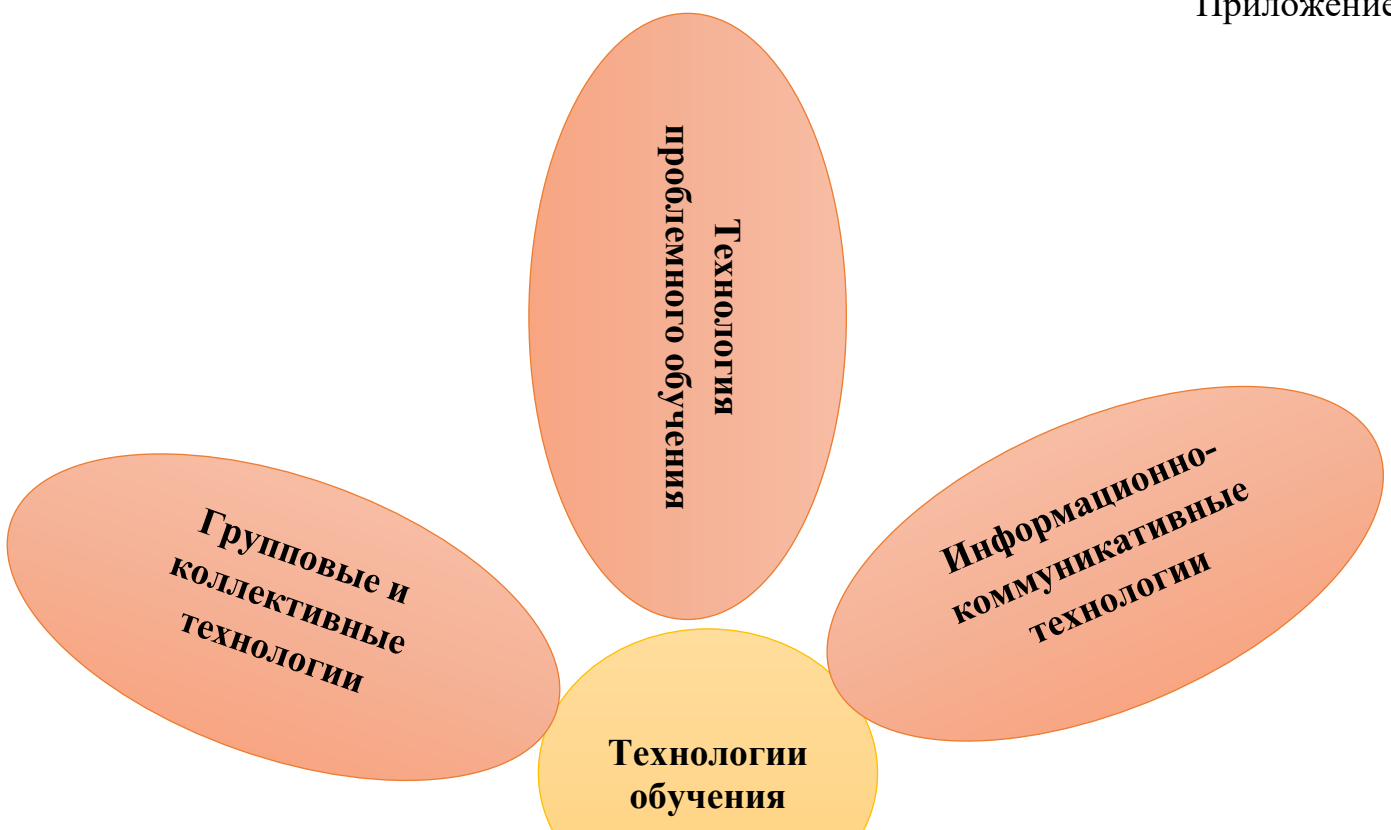 Приложение
Технология
проблемного обучения
Групповые и
коллективные
технологии
Информационно-
коммуникативные
технологии
Технологии
обучения